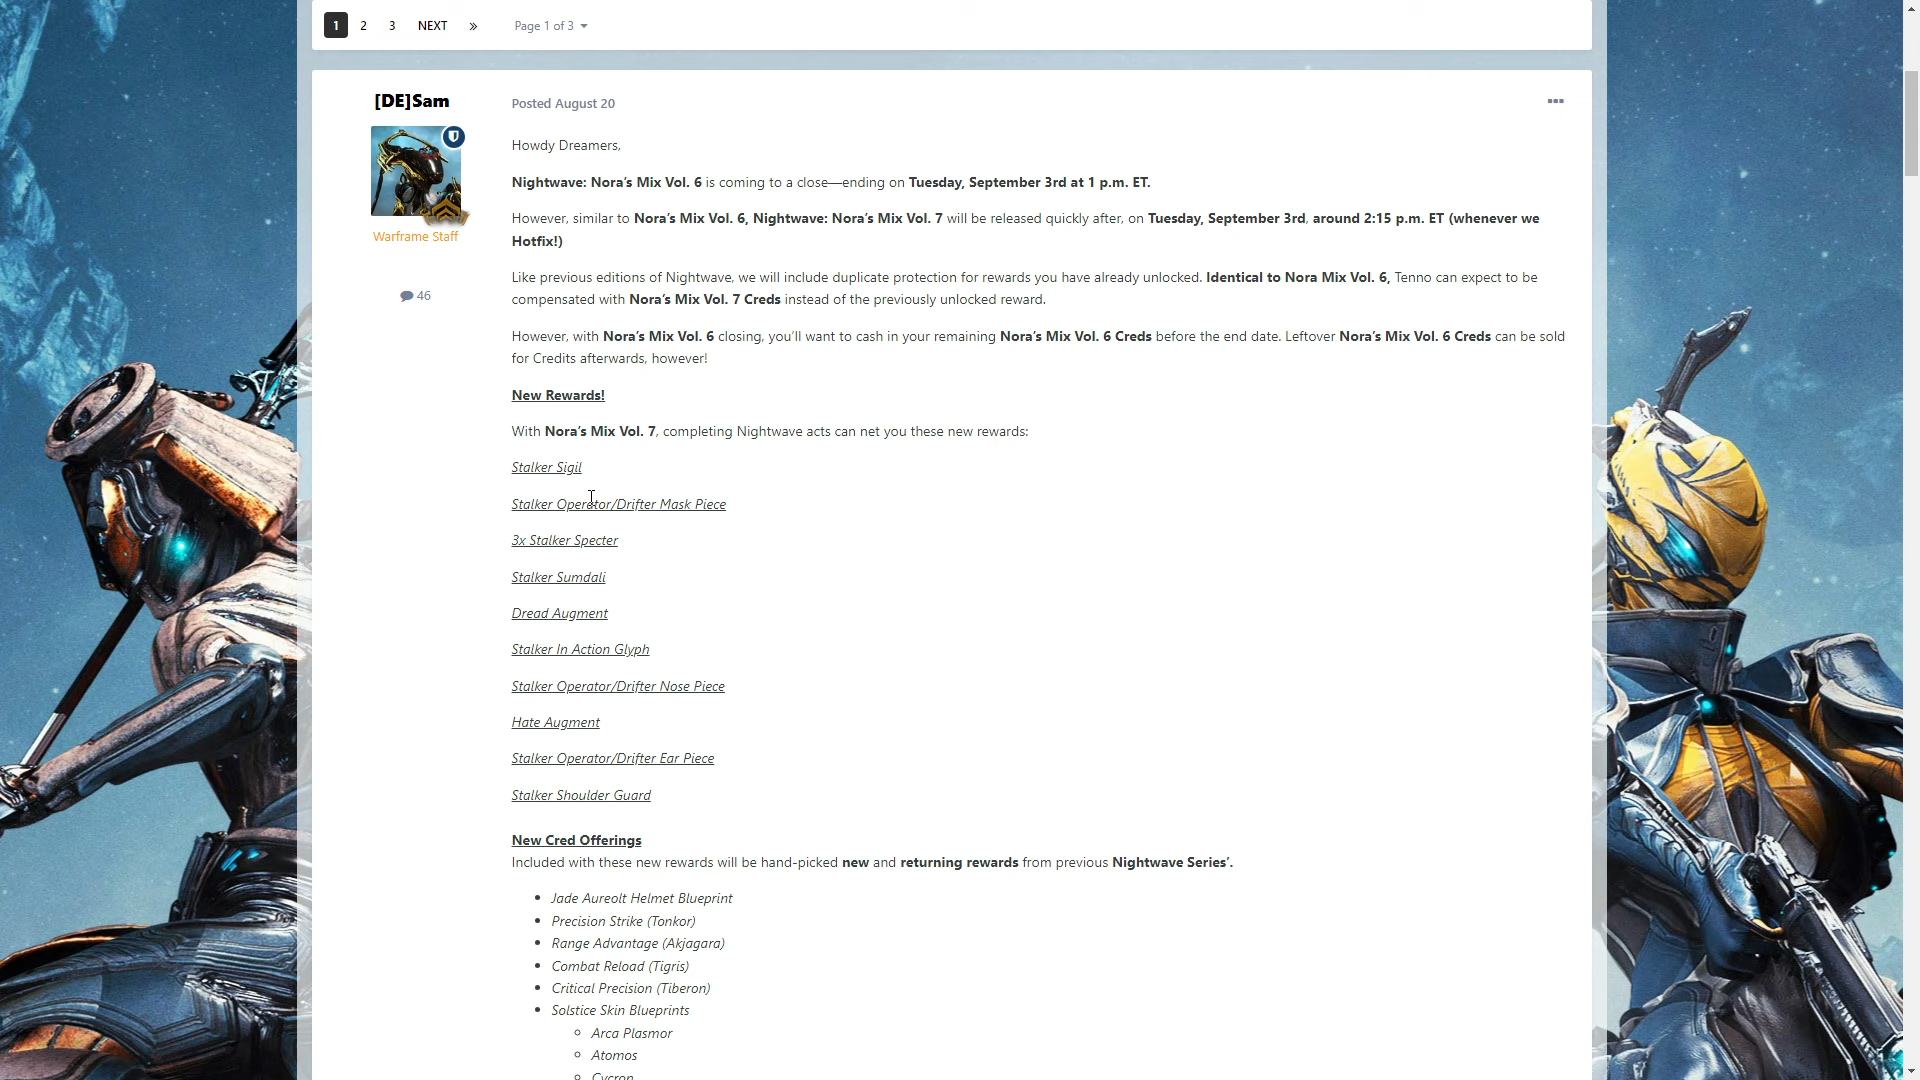 1 2 3 NEXT » Page 1 of 3
[DE]Sam
Posted August 20
Warframe Staff
46
Howdy Dreamers,
Nightwave: Nora's Mix Vol. 6 is coming to a close—ending on Tuesday, September 3rd at 1 p.m. ET.
However, similar to Nora's Mix Vol. 6, Nightwave: Nora's Mix Vol. 7 will be released quickly after, on Tuesday, September 3rd, around 2:15 p.m. ET (whenever we
Hotfix!)
Like previous editions of Nightwave, we will include duplicate protection for rewards you have already unlocked. Identical to Nora Mix Vol. 6, Tenno can expect to be
compensated with Nora's Mix Vol. 7 Creds instead of the previously unlocked reward.
However, with Nora's Mix Vol. 6 closing, you'll want to cash in your remaining Nora's Mix Vol. 6 Creds before the end date. Leftover Nora's Mix Vol. 6 Creds can be sold
for Credits afterwards, however!
New Rewards!
With Nora's Mix Vol. 7, completing Nightwave acts can net you these new rewards:
Stalker Sigil
Stalker Operator/Drifter Mask Piece
3x Stalker Specter
Stalker Sumdali
Dread Augment
Stalker In Action Glyph
Stalker Operator/Drifter Nose Piece
Hate Augment
Stalker Operator/Drifter Ear Piece
Stalker Shoulder Guard
New Cred Offerings
Included with these new rewards will be hand-picked new and returning rewards from previous Nightwave Series'.
Jade Aureolt Helmet Blueprint
Precision Strike (Tonkor)
Range Advantage (Akjagara)
Combat Reload (Tigris)
Critical Precision (Tiberon)
Solstice Skin Blueprints
Arca Plasmor
Atomos
Cycron